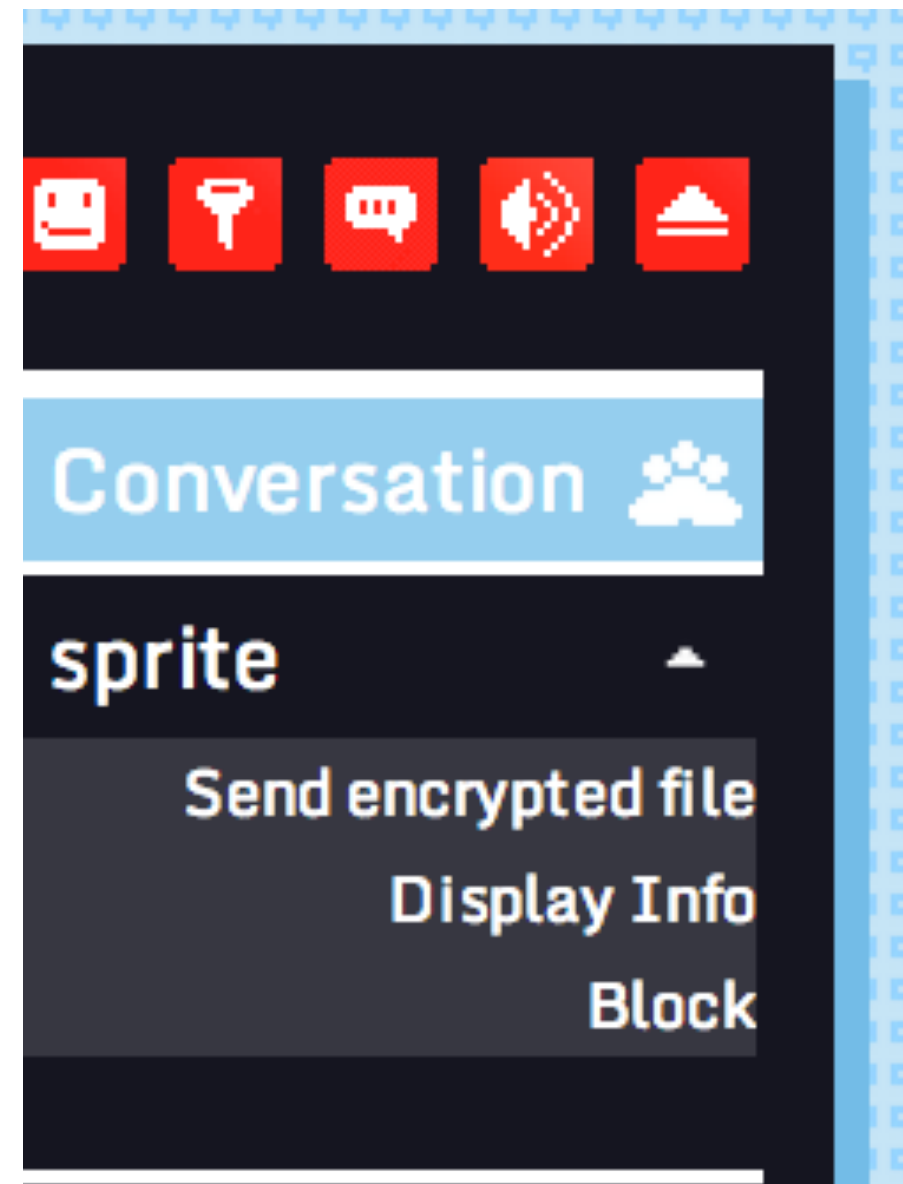 Conversation
sprite
Send encrypted file
Display Info
Block